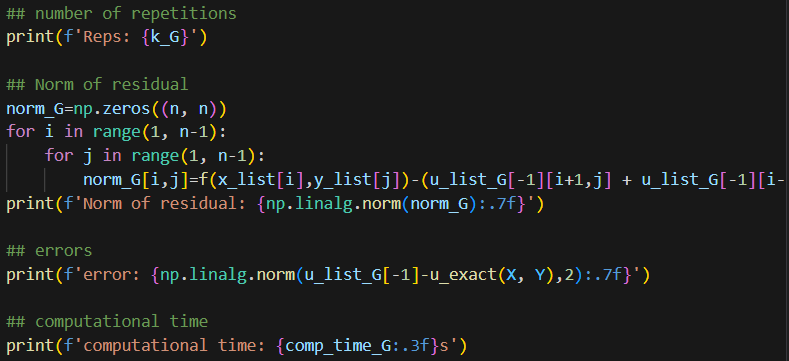 ## number of repetitions
print(f'Reps: {k_G}')
## Norm of residual
norm_G=np.zeros((n, n))
for i in range(1, n-1):
for j in range(1, n-1):
norm_G[i,j]=f(x_list[i],y_list[j])-(u_list_G[-1][i+1,j] + u_list_G[-1][i-
print(f'Norm of residual: {np.linalg.norm(norm_G):.7f}')
## errors
print(f'error: {np.linalg.norm(u_list_G[-1]-u_exact(X, Y),2):.7f}')
## computational time
print(f'computational time: {comp_time_G:.3f}s')